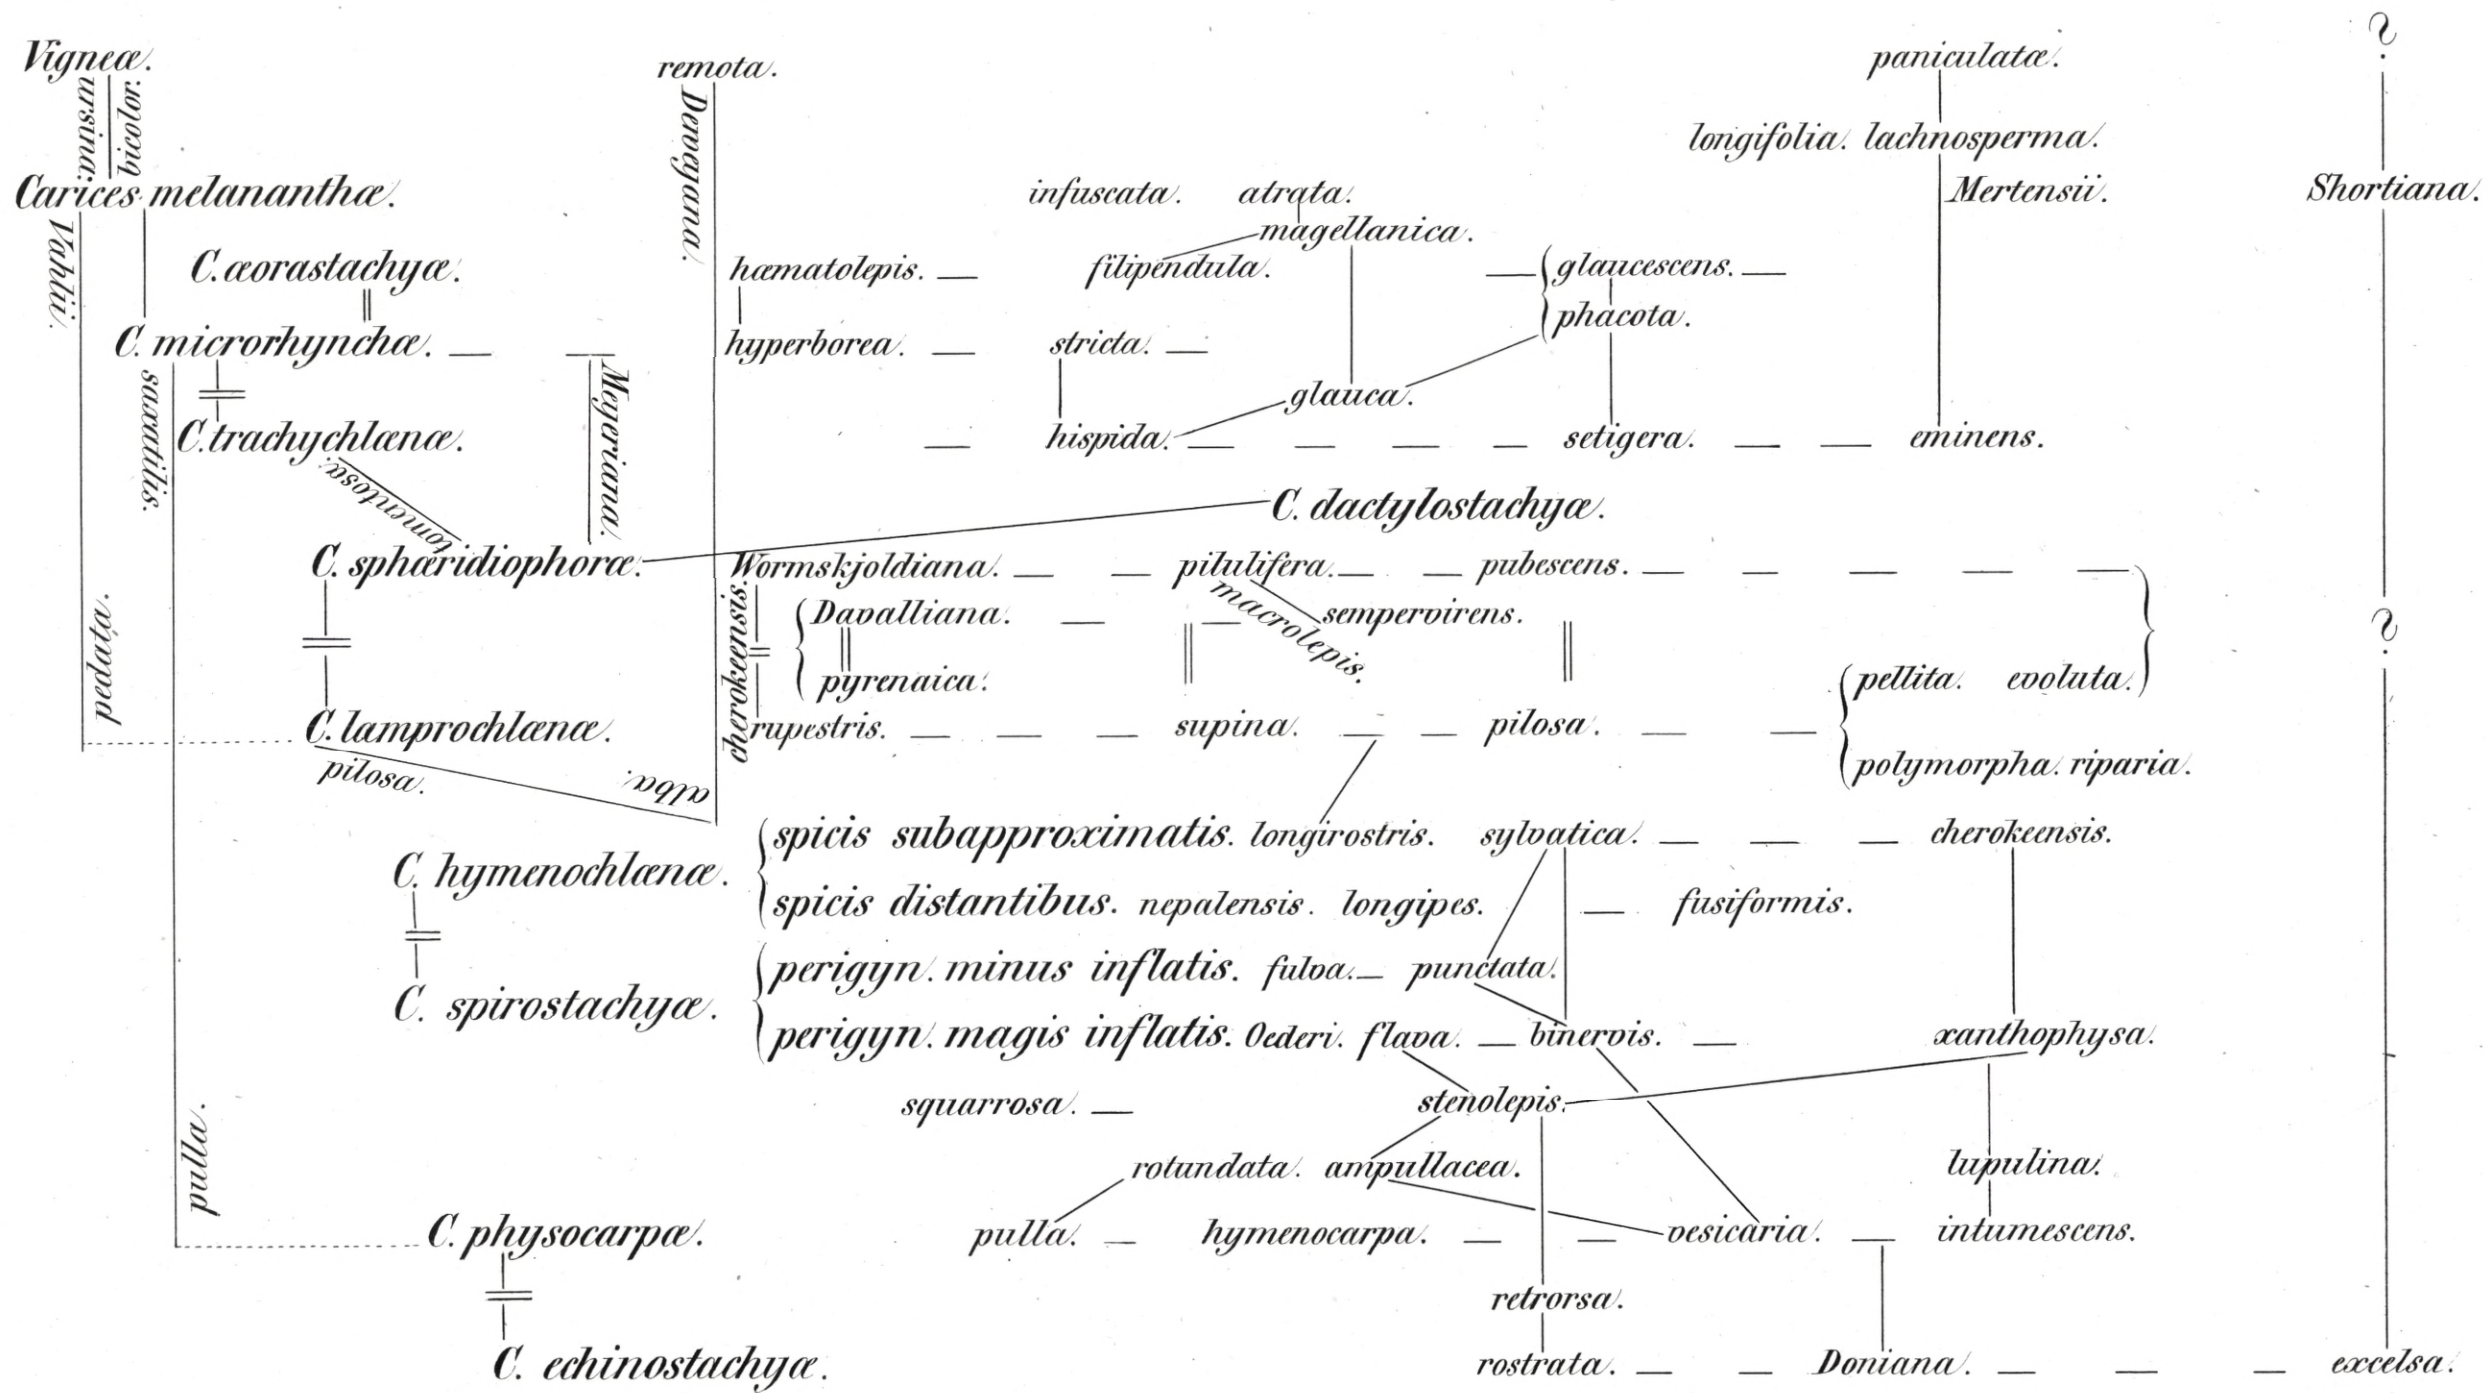 ?
Vigneæ. remota. paniculatæ.
ursina. bicolor. Deweyana.
longifolia. lachnosperma.
Carices melananthæ. infuscata. atrata. Mertensii. Shortiana.
Vahlii. magellanica.
C. æorastachyæ. hæmatolepis. — filipendula. — glaucescens. —
phacota.
C. microrhynchæ. — — hyperborea. — stricta. —
saxatilis. Meyeriana. glauca.
C. trachychlænæ. — hispida. — — — — setigera. — — eminens.
tomentosa.
C. dactylostachyæ.
C. sphæridiophoræ. Wormskjoldiana. — — pilulifera. — — pubescens. — — — — —
pedata. cherokeensis. Davalliana. — — macrolepis. sempervirens. ?
pyrenaica. pellita. evoluta.
C. lamprochlænæ. rupestris. — — — supina. — — pilosa. — —
pilosa. alba. polymorpha. riparia.
C. hymenochlænæ. spicis subapproximatis. longirostris. sylvatica. — — — cherokeensis.
spicis distantibus. nepalensis. longipes. — fusiformis.
C. spirostachyæ. perigyn. minus inflatis. fulva. — punctata.
perigyn. magis inflatis. Oederi. flava. — binervis. — xanthophysa.
squarrosa. — stenolepis.
pulla. rotundata. ampullacea. lupulina.
C. physocarpæ. pulla. — hymenocarpa. — — vesicaria. — intumescens.
retrorsa.
C. echinostachyæ. rostrata. — — Doniana. — — — excelsa.